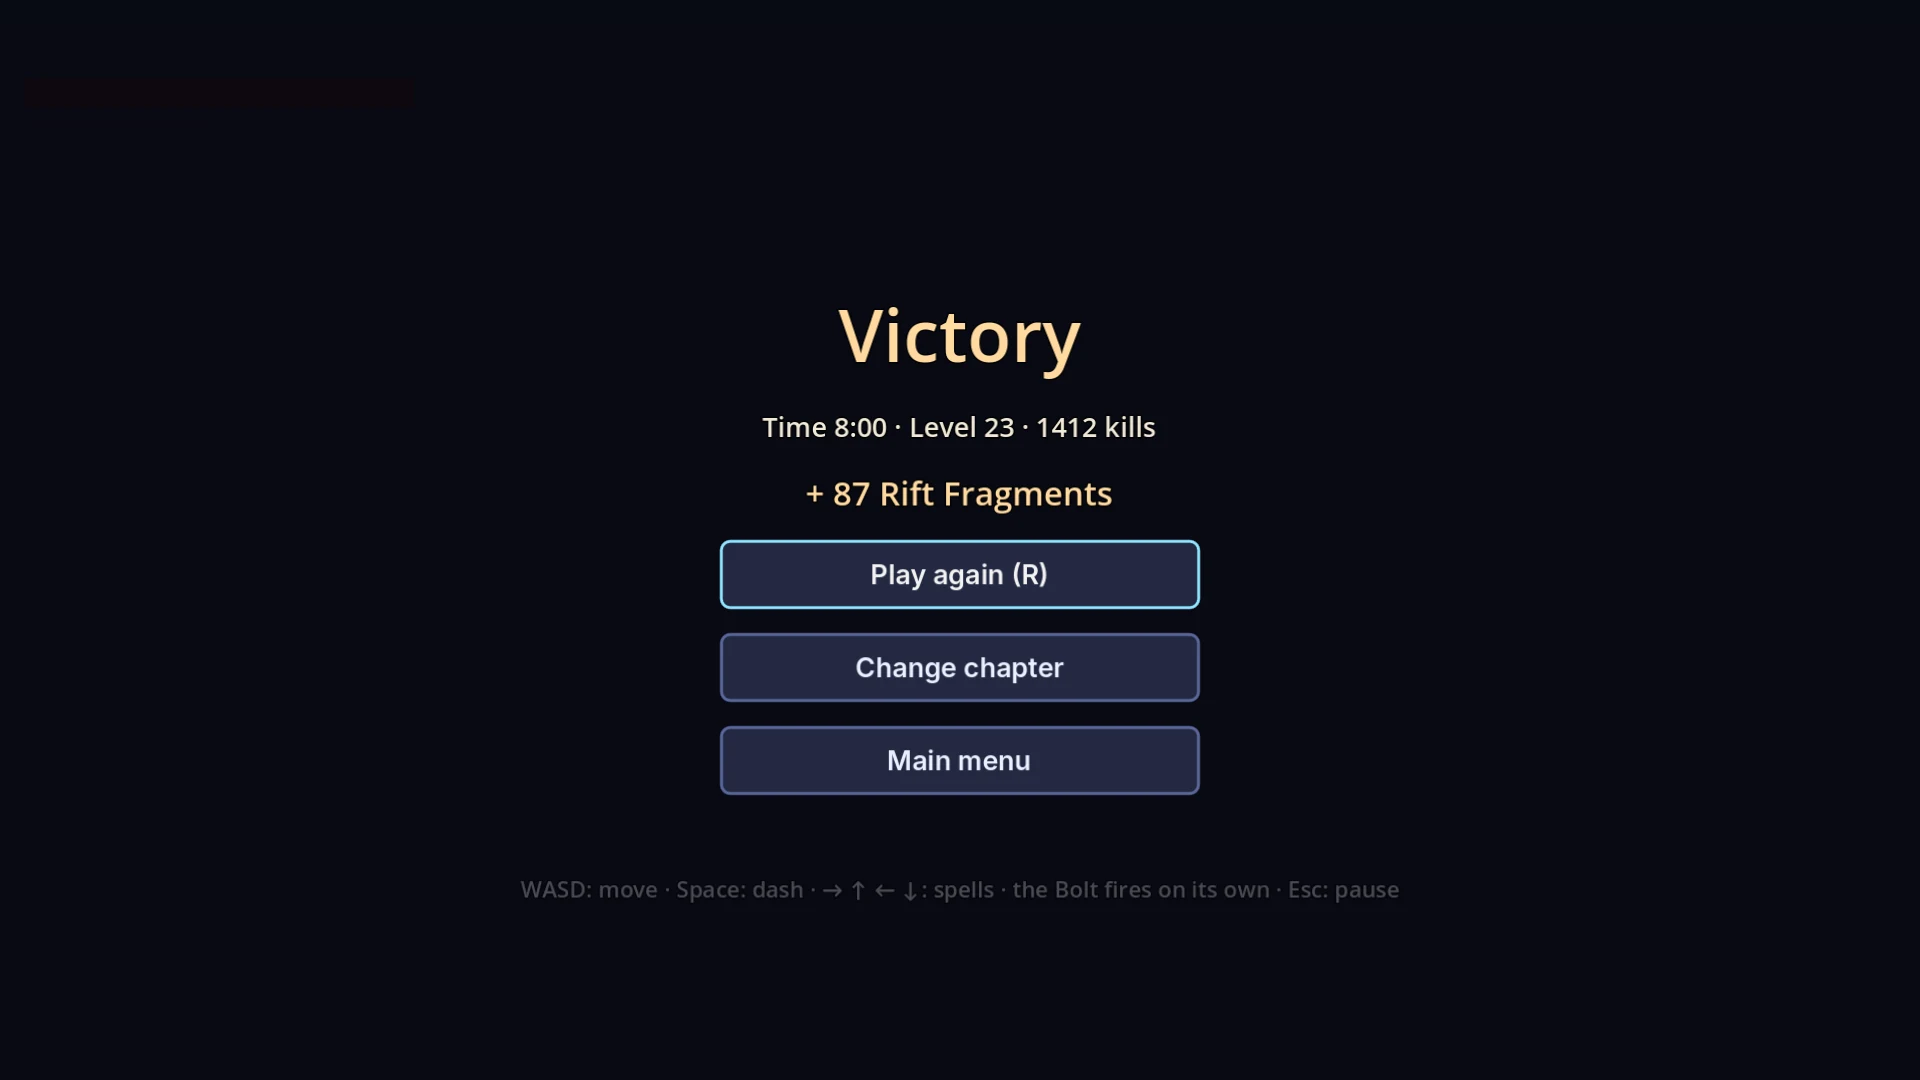 Victory
Time 8:00 · Level 23 · 1412 kills
+ 87 Rift Fragments
Play again (R)
Change chapter
Main menu
WASD: move · Space: dash · → ↑ ← ↓: spells · the Bolt fires on its own · Esc: pause